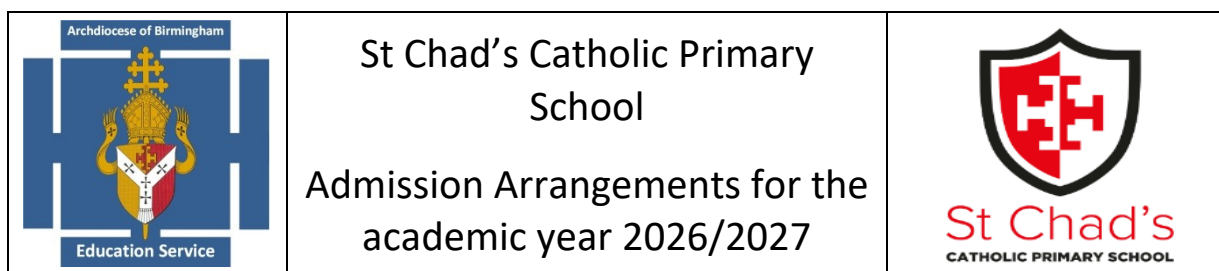 Archdiocese of Birmingham
Education Service
St Chad's Catholic Primary
School
Admission Arrangements for the
academic year 2026/2027
St Chad's
CATHOLIC PRIMARY SCHOOL